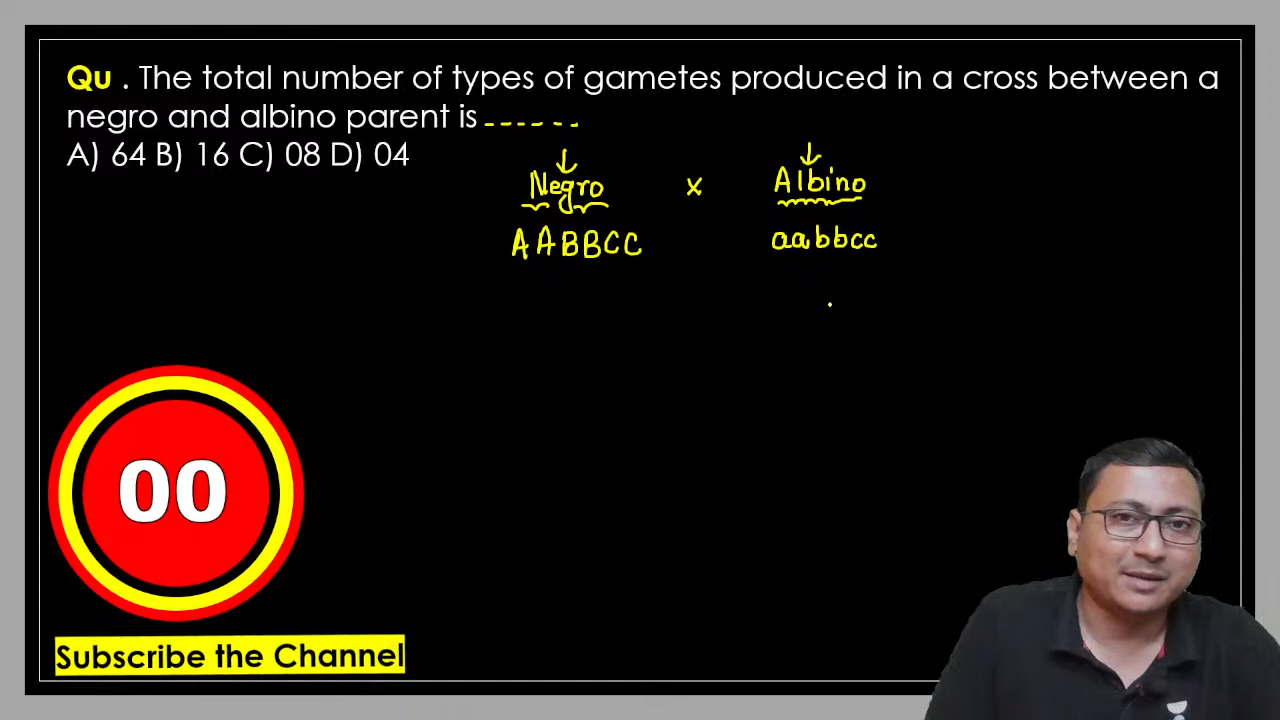 Qu . The total number of types of gametes produced in a cross between a
negro and albino parent is ------
A) 64 B) 16 C) 08 D) 04
Negro x Albino
AABBCC aabbcc
00
Subscribe the Channel